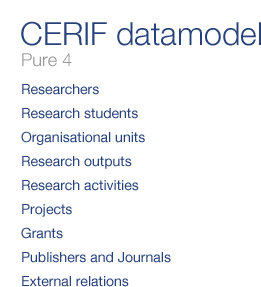 CERIF datamodel
Pure 4
Researchers
Research students
Organisational units
Research outputs
Research activities
Projects
Grants
Publishers and Journals
External relations